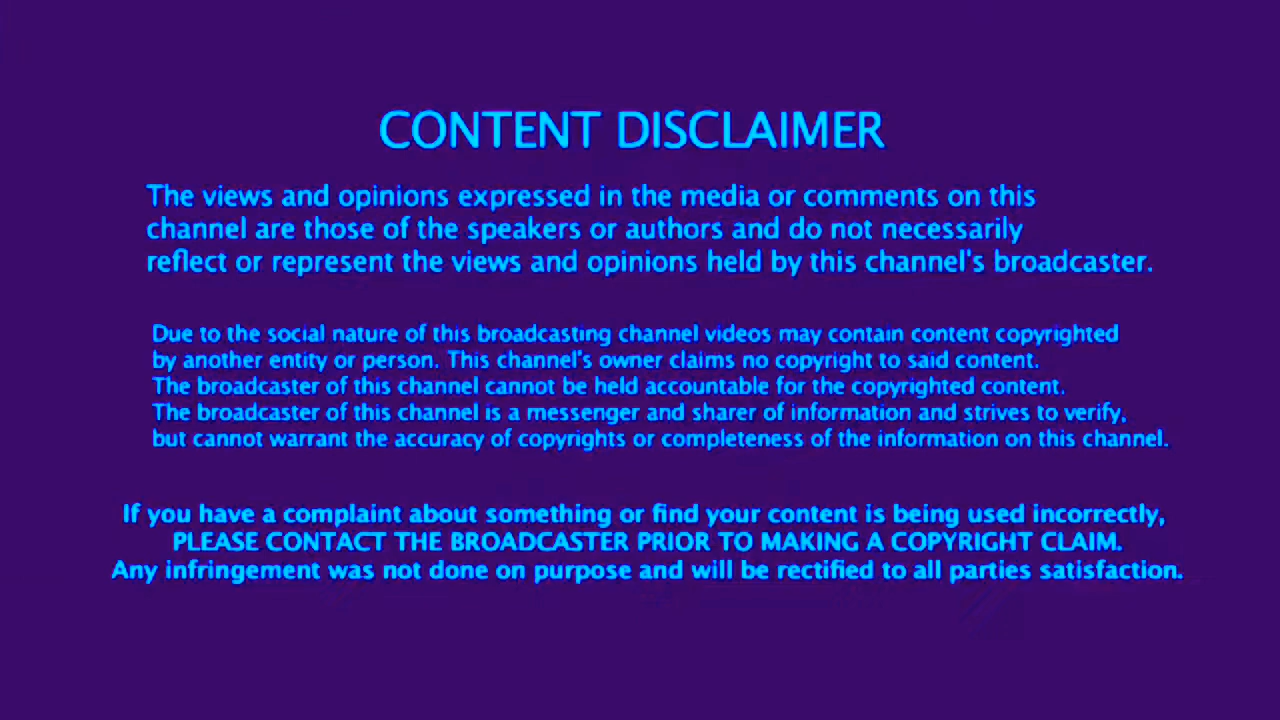 CONTENT DISCLAIMER
The views and opinions expressed in the media or comments on this
channel are those of the speakers or authors and do not necessarily
reflect or represent the views and opinions held by this channel's broadcaster.
Due to the social nature of this broadcasting channel videos may contain content copyrighted
by another entity or person. This channel's owner claims no copyright to said content.
The broadcaster of this channel cannot be held accountable for the copyrighted content.
The broadcaster of this channel is a messenger and sharer of information and strives to verify,
but cannot warrant the accuracy of copyrights or completeness of the information on this channel.
If you have a complaint about something or find your content is being used incorrectly,
PLEASE CONTACT THE BROADCASTER PRIOR TO MAKING A COPYRIGHT CLAIM.
Any infringement was not done on purpose and will be rectified to all parties satisfaction.